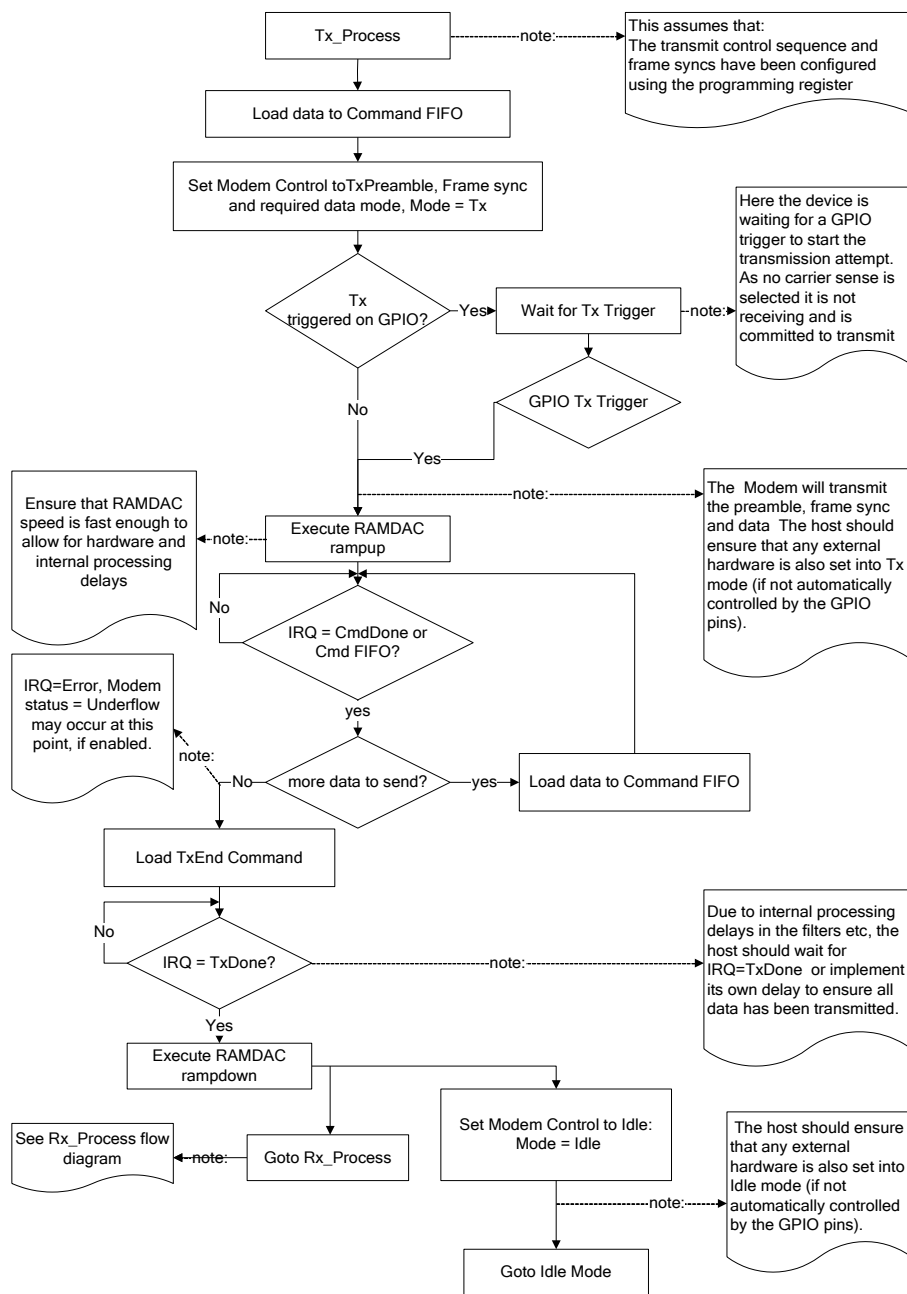 Tx_Process
note:
This assumes that:
The transmit control sequence and
frame syncs have been configured
using the programming register
Load data to Command FIFO
Set Modem Control toTxPreamble, Frame sync
and required data mode, Mode = Tx
Here the device is
waiting for a GPIO
trigger to start the
transmission attempt.
As no carrier sense is
selected it is not
receiving and is
committed to transmit
Tx
triggered on GPIO?
Yes
Wait for Tx Trigger
note:
No
GPIO Tx Trigger
Yes
note:
The  Modem will transmit
the preamble, frame sync
and data  The host should
ensure that any external
hardware is also set into Tx
mode (if not automatically
controlled by the GPIO
pins).
Ensure that RAMDAC
speed is fast enough to
allow for hardware and
internal processing
delays
note:
Execute RAMDAC
rampup
No
IRQ = CmdDone or
Cmd FIFO?
yes
IRQ=Error, Modem
status = Underflow
may occur at this
point, if enabled.
note:
No
more data to send?
yes
Load data to Command FIFO
Load TxEnd Command
No
IRQ = TxDone?
note:
Due to internal processing
delays in the filters etc, the
host should wait for
IRQ=TxDone  or implement
its own delay to ensure all
data has been transmitted.
Yes
Execute RAMDAC
rampdown
See Rx_Process flow
diagram
note:
Goto Rx_Process
Set Modem Control to Idle:
Mode = Idle
note:
The host should ensure
that any external
hardware is also set into
Idle mode (if not
automatically controlled
by the GPIO pins).
Goto Idle Mode